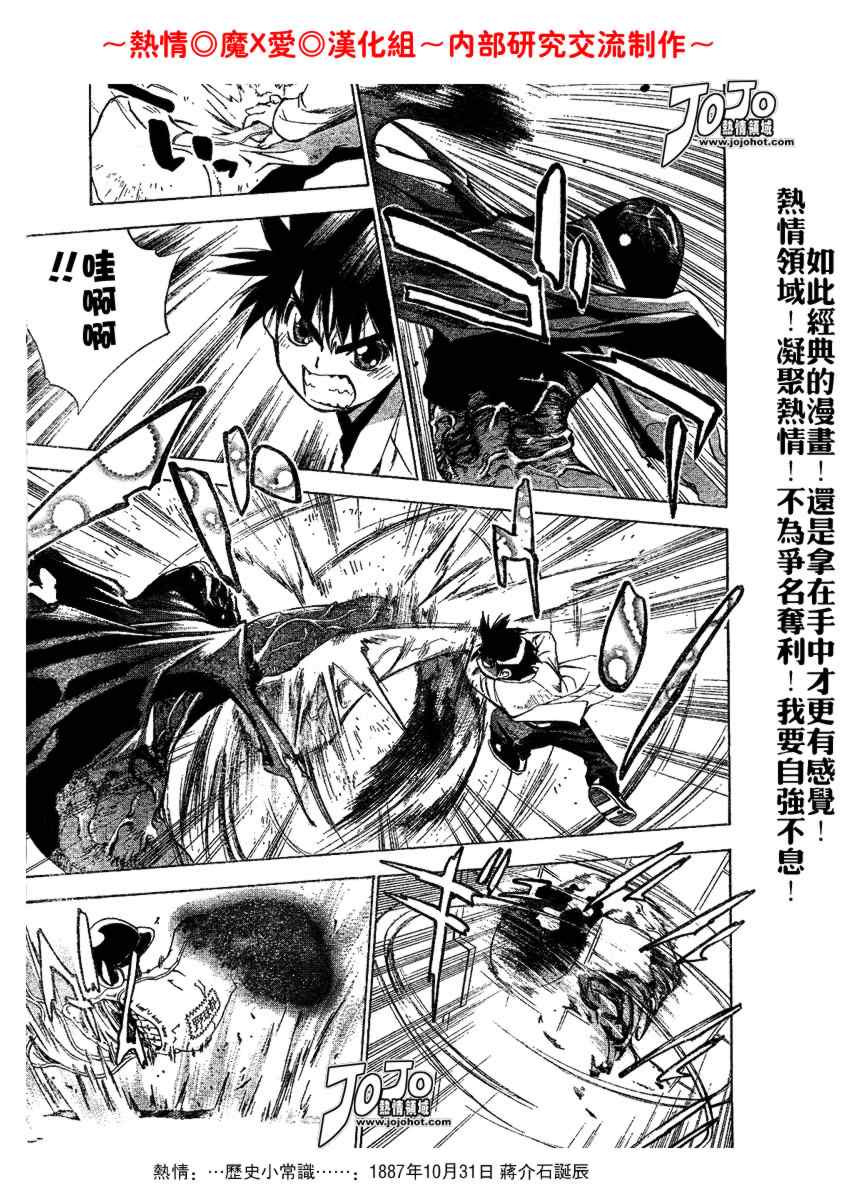 ～熱情◎魔X愛◎漢化組～内部研究交流制作～
JOJO
熱情領域
www.jojohot.com
如此經典的漫畫！還是拿在手中才更有感覺！
熱情領域！凝聚熱情！不為爭名奪利！我要自強不息！
哇啊啊!!
JOJO
熱情領域
www.jojohot.com
熱情：…歷史小常識……：1887年10月31日 蔣介石誕辰